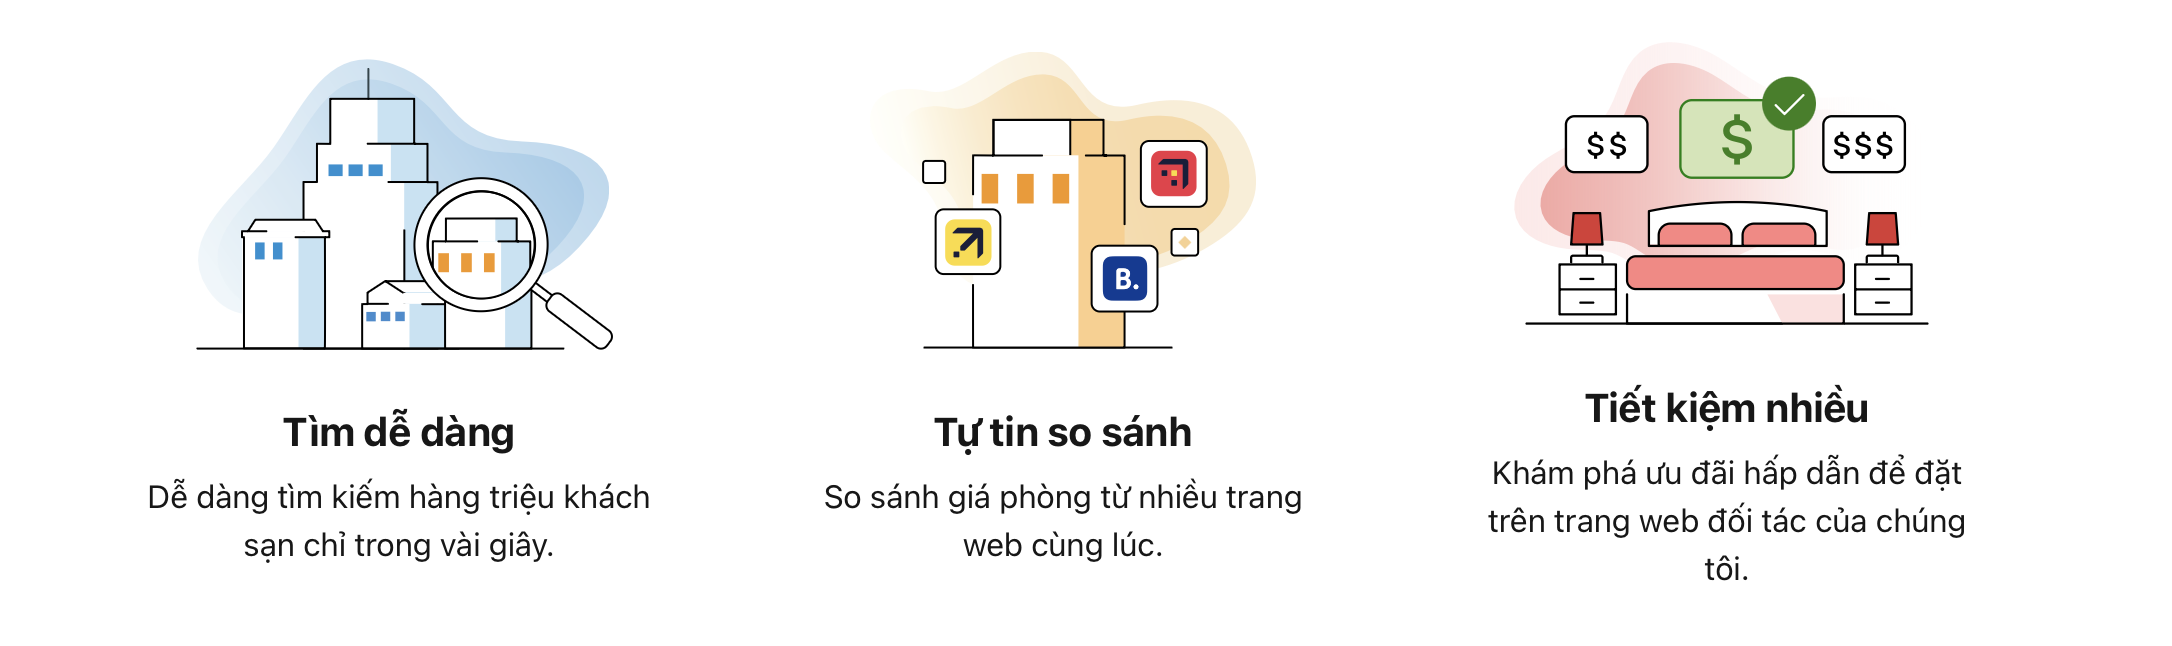 $$
$
$$$
B.
Tìm dễ dàng
Dễ dàng tìm kiếm hàng triệu khách
sạn chỉ trong vài giây.
Tự tin so sánh
So sánh giá phòng từ nhiều trang
web cùng lúc.
Tiết kiệm nhiều
Khám phá ưu đãi hấp dẫn để đặt
trên trang web đối tác của chúng
tôi.